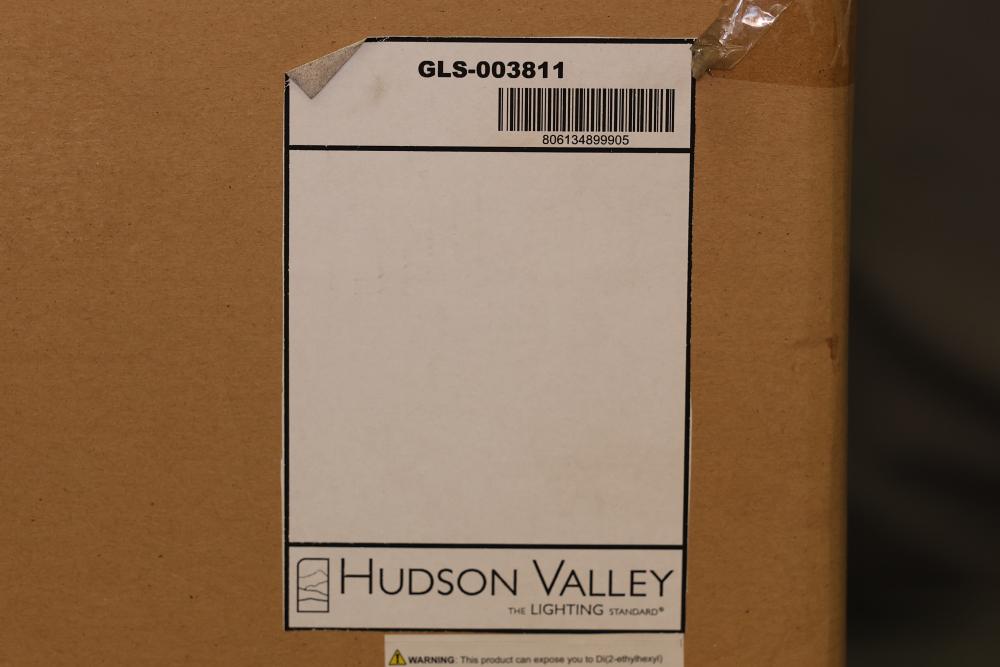 GLS-003811
806134899905
HUDSON VALLEY
THE LIGHTING STANDARD®
WARNING: This product can expose you to Di(2-ethylhexyl)